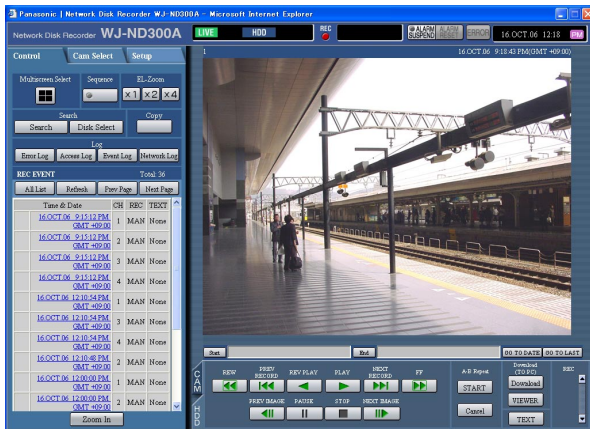 Panasonic | Network Disk Recorder WJ-ND300A - Microsoft Internet Explorer
Network Disk Recorder WJ-ND300A
LIVE HDD REC ALARM SUSPEND ALARM RESET ERROR 16.OCT.06 12:18 PM
Control Cam Select Setup
1 16.OCT.06 9:18:43 PM(GMT +09:00)
Multiscreen Select Sequence EL-Zoom
x1 x2 x4
Search Copy
Search Disk Select
Log
Error Log Access Log Event Log Network Log
REC EVENT Total: 36
All List Refresh Prev Page Next Page
Time & Date CH REC TEXT
16.OCT.06 9:15:12 PM
GMT +09:00 1 MAN None
16.OCT.06 9:15:12 PM
GMT +09:00 2 MAN None
16.OCT.06 9:15:12 PM
GMT +09:00 3 MAN None
16.OCT.06 9:15:12 PM
GMT +09:00 4 MAN None
16.OCT.06 12:10:54 PM
GMT +09:00 1 MAN None
16.OCT.06 12:10:54 PM
GMT +09:00 3 MAN None
16.OCT.06 12:10:54 PM
GMT +09:00 4 MAN None
16.OCT.06 12:10:48 PM
GMT +09:00 2 MAN None
16.OCT.06 12:00:00 PM
GMT +09:00 1 MAN None
16.OCT.06 12:00:00 PM
GMT +09:00 2 MAN None
Zoom In
Start End GO TO DATE GO TO LAST
CAM
HDD
REW PREV RECORD REV PLAY PLAY NEXT RECORD FF
PREV IMAGE PAUSE STOP NEXT IMAGE
A-B Repeat
START
Cancel
Download (TO PC)
Download
VIEWER
TEXT
REC